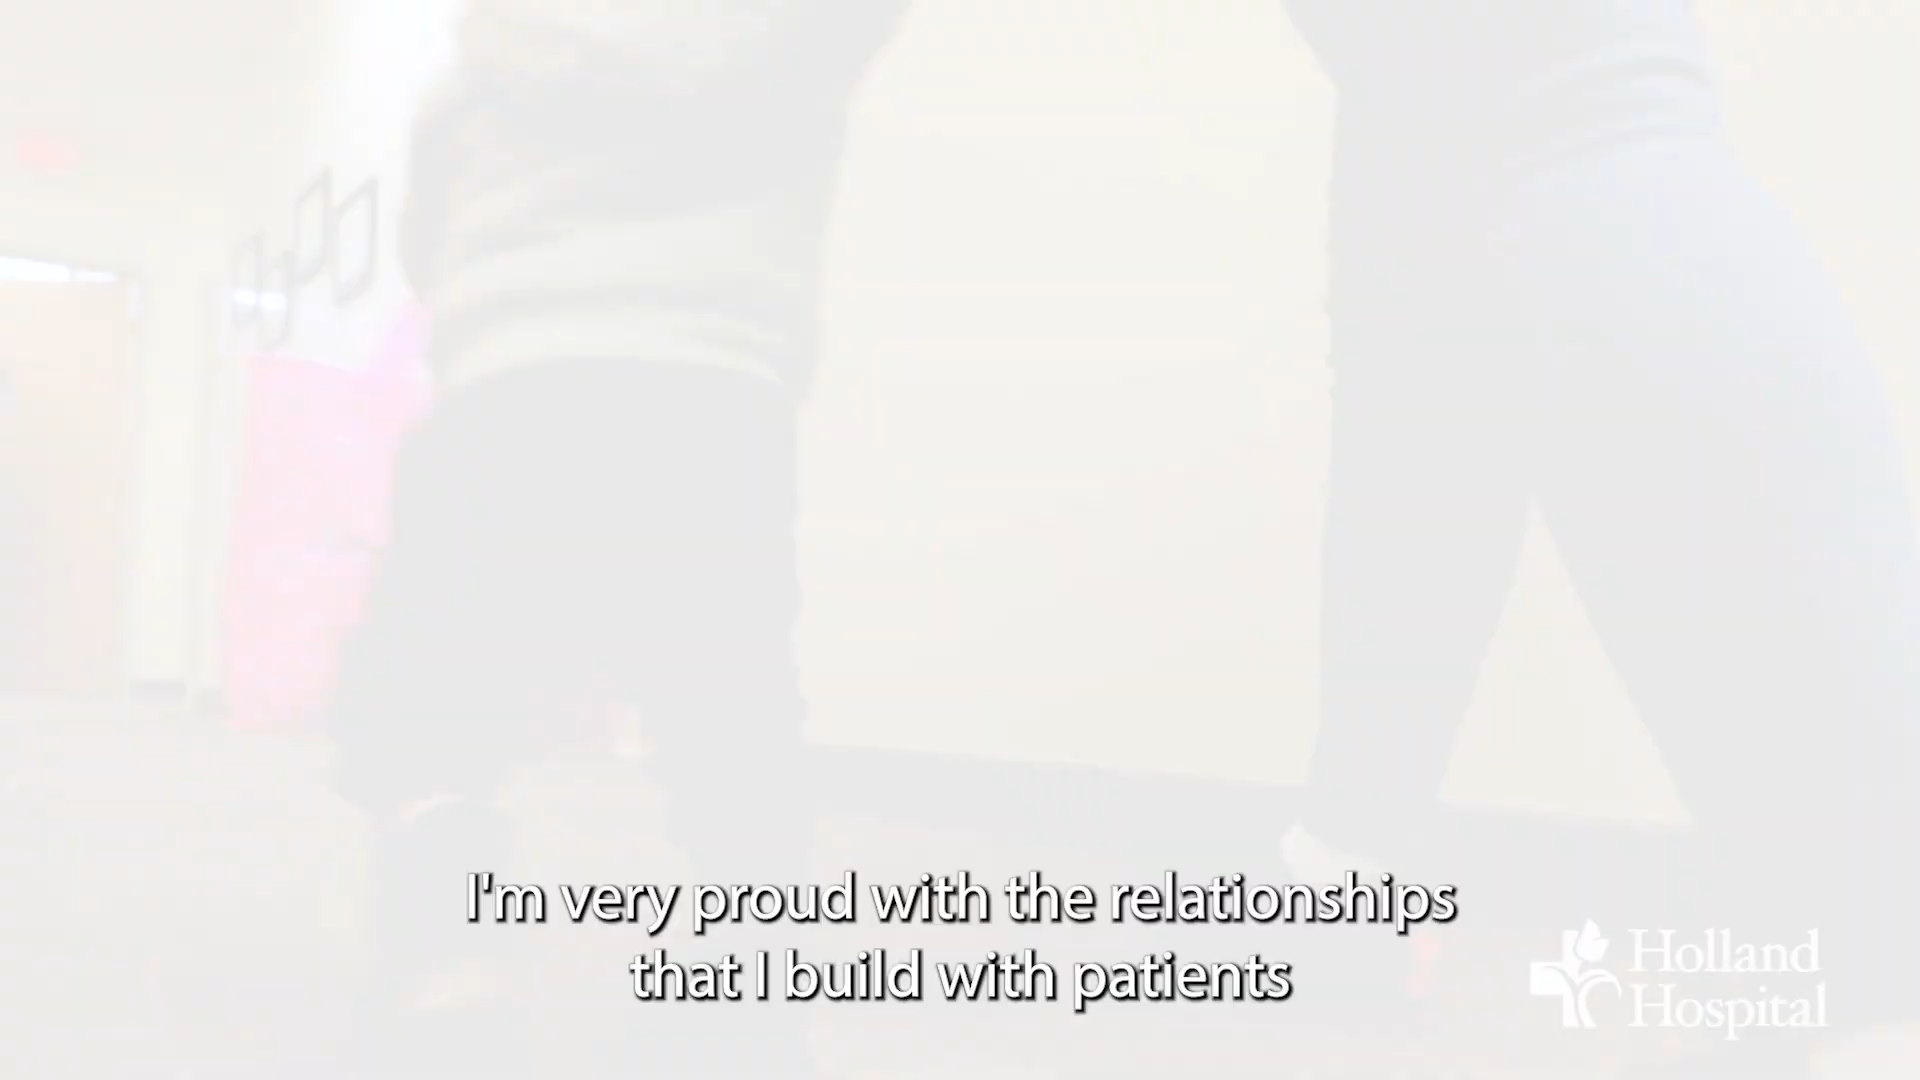 I'm very proud with the relationships
that I build with patients
Holland
Hospital